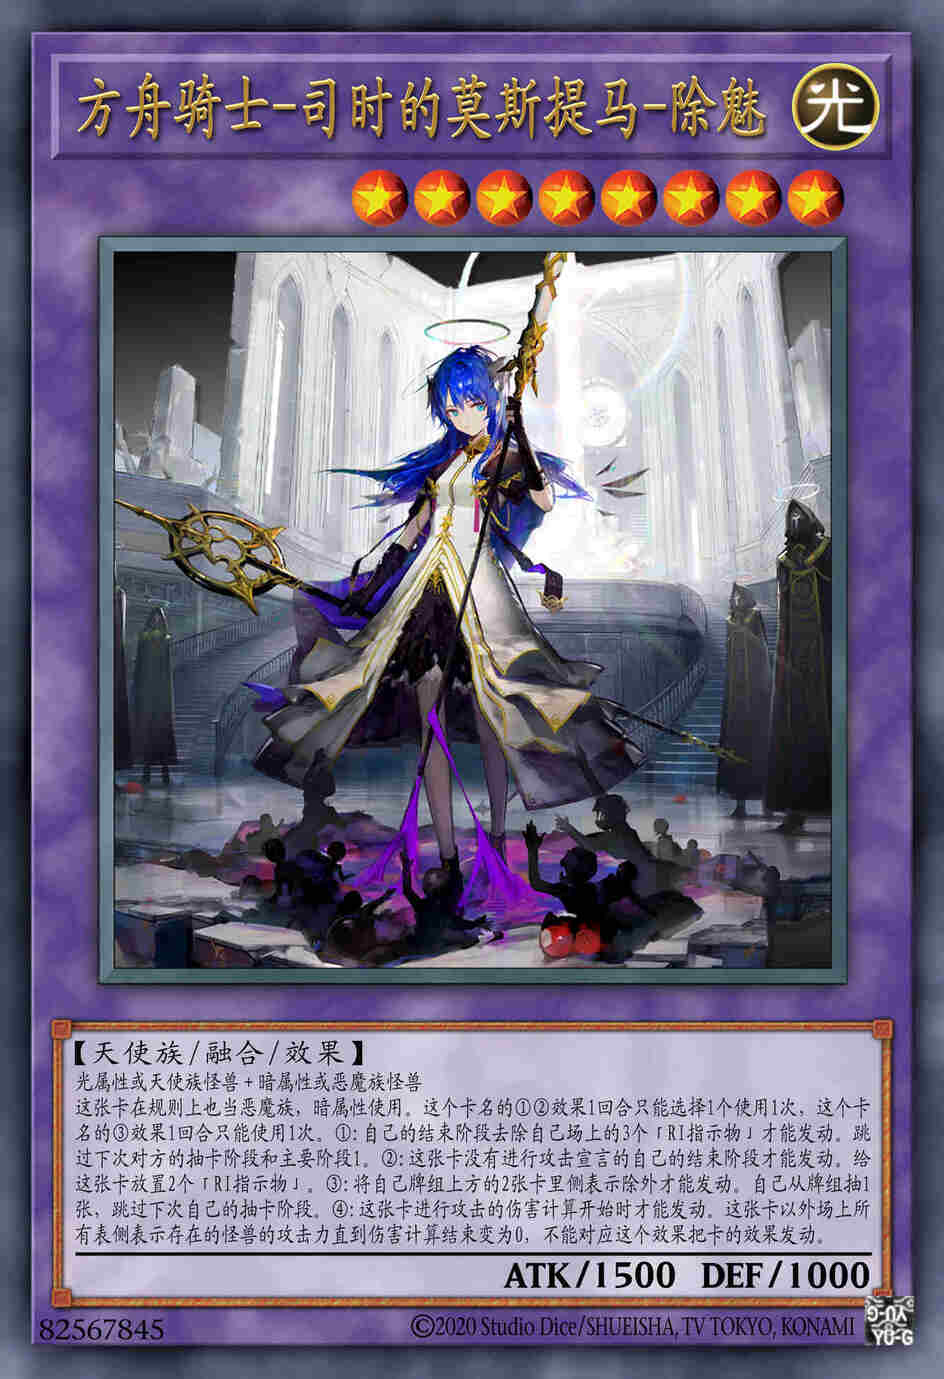 方舟骑士-司时的莫斯提马-除魅
光
【天使族/融合/效果】
光属性或天使族怪兽+暗属性或恶魔族怪兽
这张卡在规则上也当恶魔族，暗属性使用。这个卡名的①②效果1回合只能选择1个使用1次，这个卡
名的③效果1回合只能使用1次。①:自己的结束阶段去除自己场上的3个「RI指示物」才能发动。跳
过下次对方的抽卡阶段和主要阶段1。②:这张卡没有进行攻击宣言的自己的结束阶段才能发动。给
这张卡放置2个「RI指示物」。③:将自己牌组上方的2张卡里侧表示除外才能发动。自己从牌组抽1
张，跳过下次自己的抽卡阶段。④:这张卡进行攻击的伤害计算开始时才能发动。这张卡以外场上所
有表侧表示存在的怪兽的攻击力直到伤害计算结束变为0，不能对应这个效果把卡的效果发动。
ATK/1500 DEF/1000
82567845
©2020 Studio Dice/SHUEISHA, TV TOKYO, KONAMI
YU-G